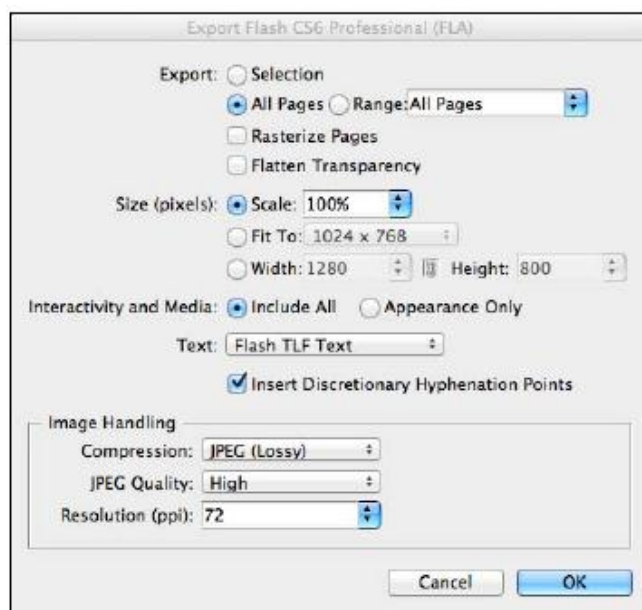 Export Flash CS6 Professional (FLA)
Export: Selection
All Pages Range: All Pages
Rasterize Pages
Flatten Transparency
Size (pixels): Scale: 100%
Fit To: 1024 x 768
Width: 1280 Height: 800
Interactivity and Media: Include All Appearance Only
Text: Flash TLF Text
Insert Discretionary Hyphenation Points
Image Handling
Compression: JPEG (Lossy)
JPEG Quality: High
Resolution (ppi): 72
Cancel OK